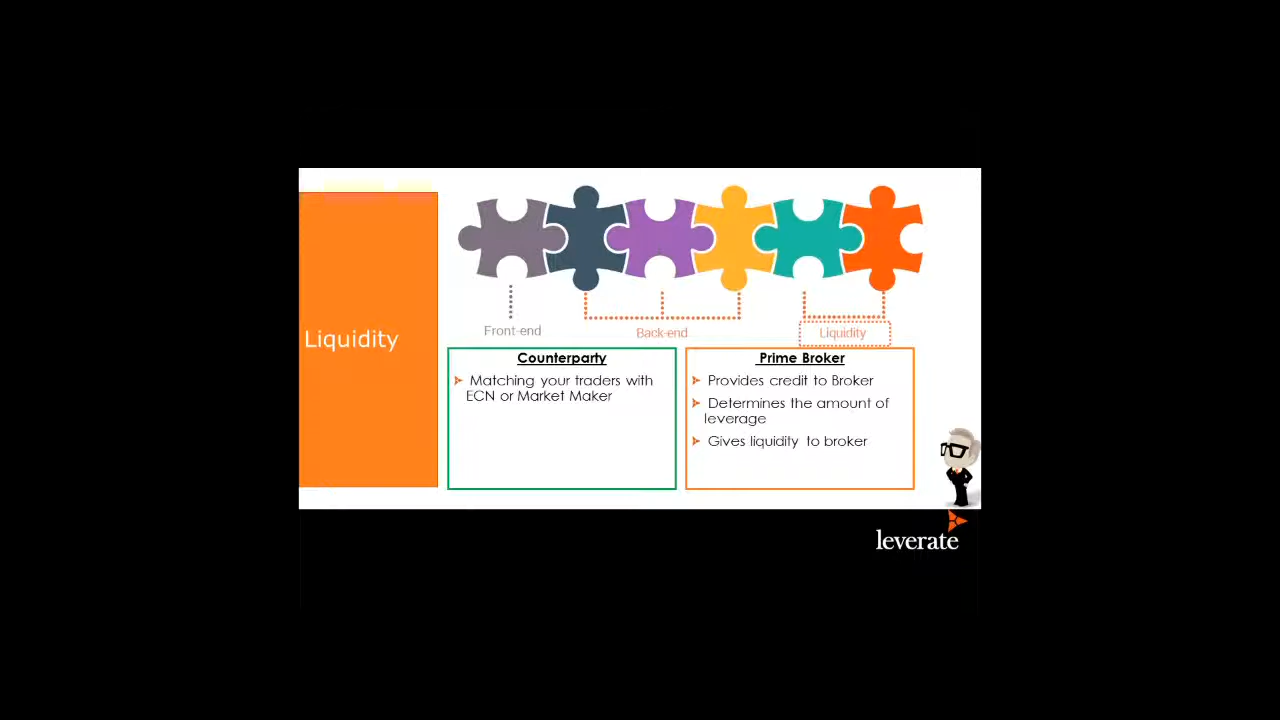 Liquidity
Front-end
Back-end
Liquidity
Counterparty
Matching your traders with
ECN or Market Maker
Prime Broker
Provides credit to Broker
Determines the amount of
leverage
Gives liquidity to broker
leverate